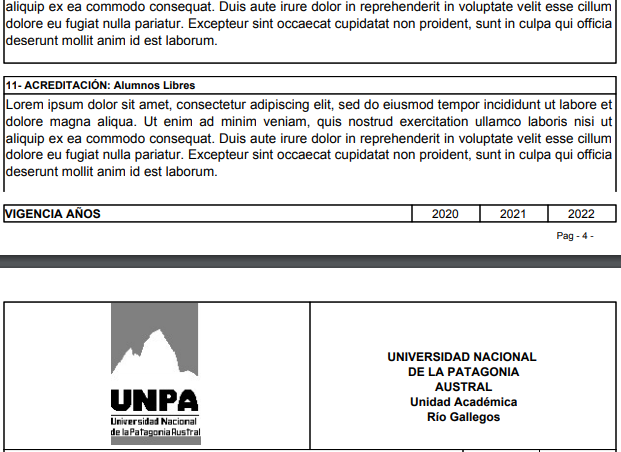 aliquip ex ea commodo consequat. Duis aute irure dolor in reprehenderit in voluptate velit esse cillum
dolore eu fugiat nulla pariatur. Excepteur sint occaecat cupidatat non proident, sunt in culpa qui officia
deserunt mollit anim id est laborum.
11- ACREDITACIÓN: Alumnos Libres
Lorem ipsum dolor sit amet, consectetur adipiscing elit, sed do eiusmod tempor incididunt ut labore et
dolore magna aliqua. Ut enim ad minim veniam, quis nostrud exercitation ullamco laboris nisi ut
aliquip ex ea commodo consequat. Duis aute irure dolor in reprehenderit in voluptate velit esse cillum
dolore eu fugiat nulla pariatur. Excepteur sint occaecat cupidatat non proident, sunt in culpa qui officia
deserunt mollit anim id est laborum.
VIGENCIA AÑOS 2020 2021 2022
Pag - 4 -
UNPA
Universidad Nacional
de la Patagonia Austral
UNIVERSIDAD NACIONAL
DE LA PATAGONIA
AUSTRAL
Unidad Académica
Río Gallegos